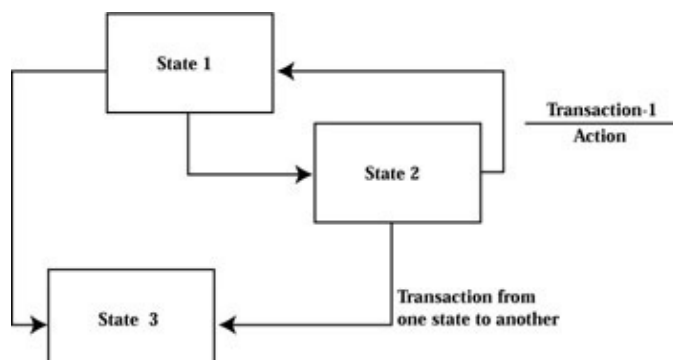 State 1
Transaction-1
Action
State 2
Transaction from
one state to another
State 3